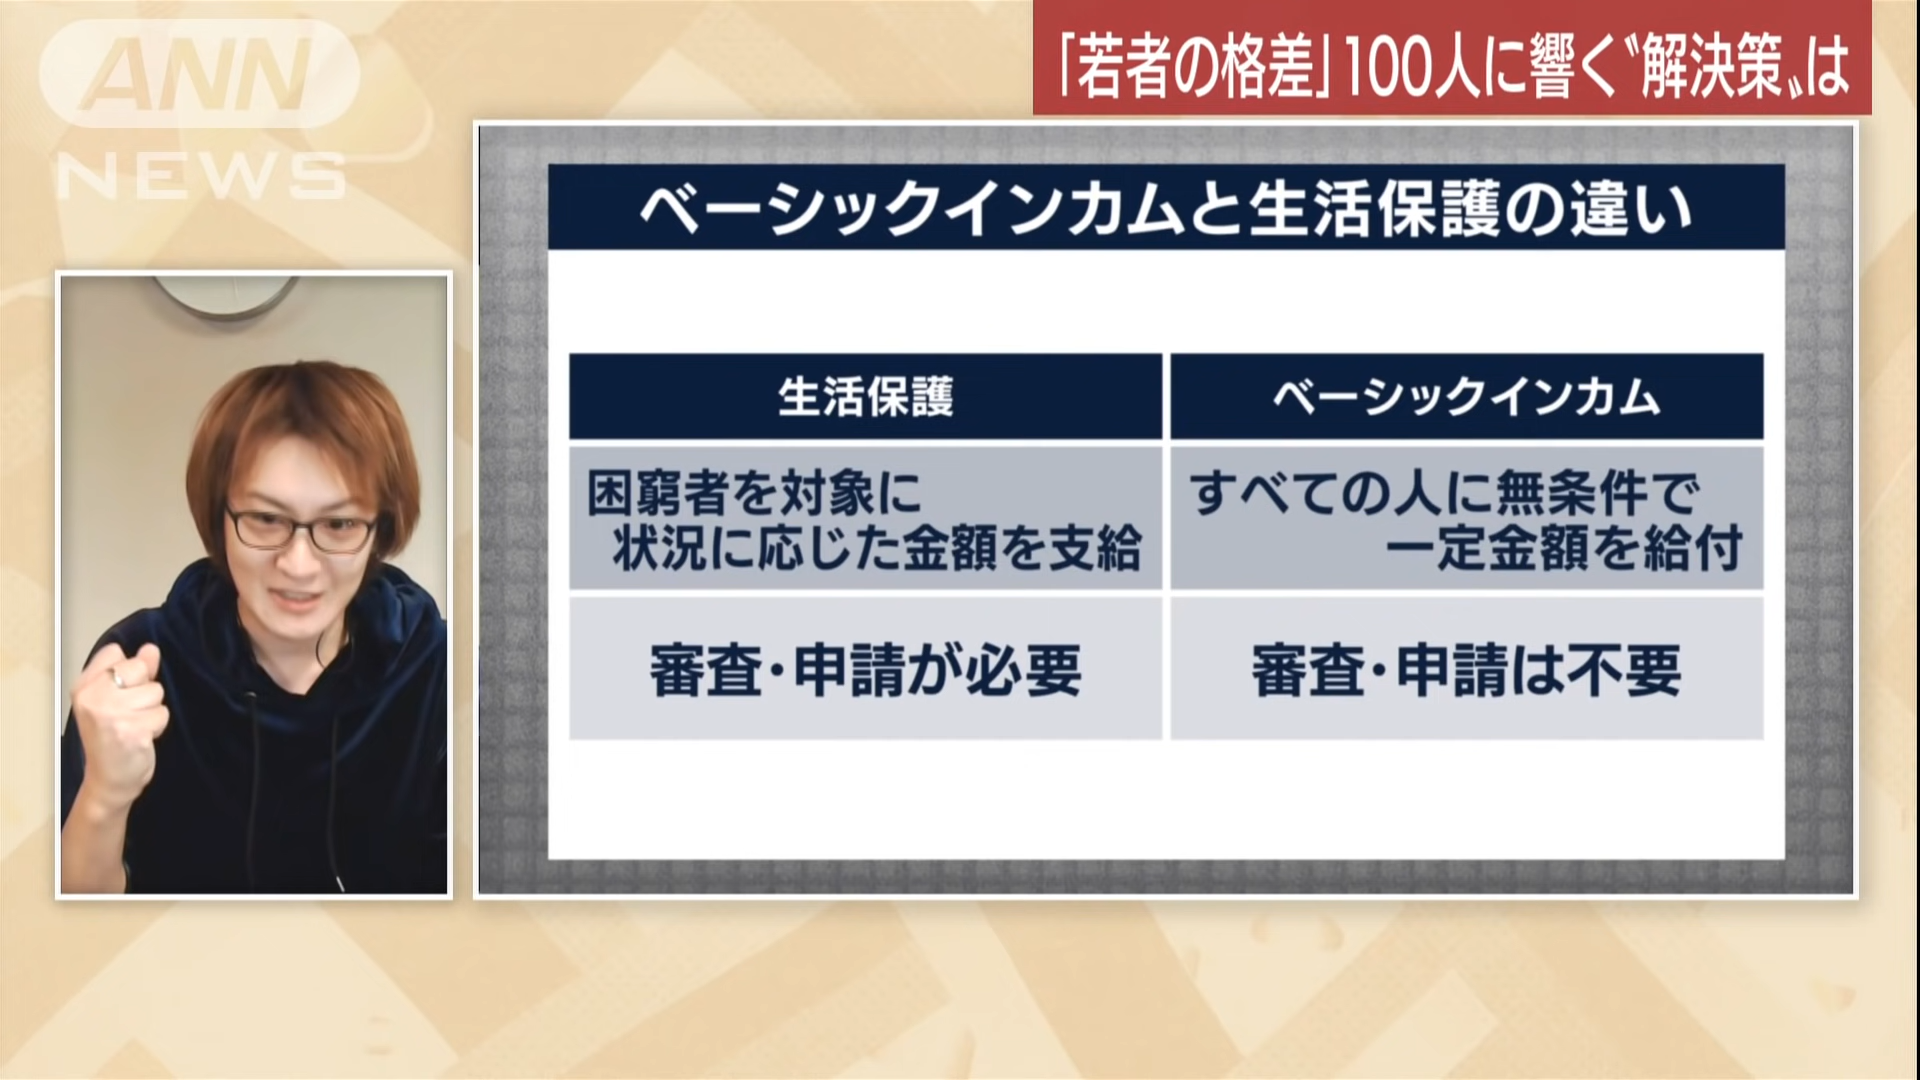 ANN
NEWS
「若者の格差」100人に響く〝解決策〟は
ベーシックインカムと生活保護の違い
生活保護
ベーシックインカム
困窮者を対象に
状況に応じた金額を支給
すべての人に無条件で
一定金額を給付
審査・申請が必要
審査・申請は不要